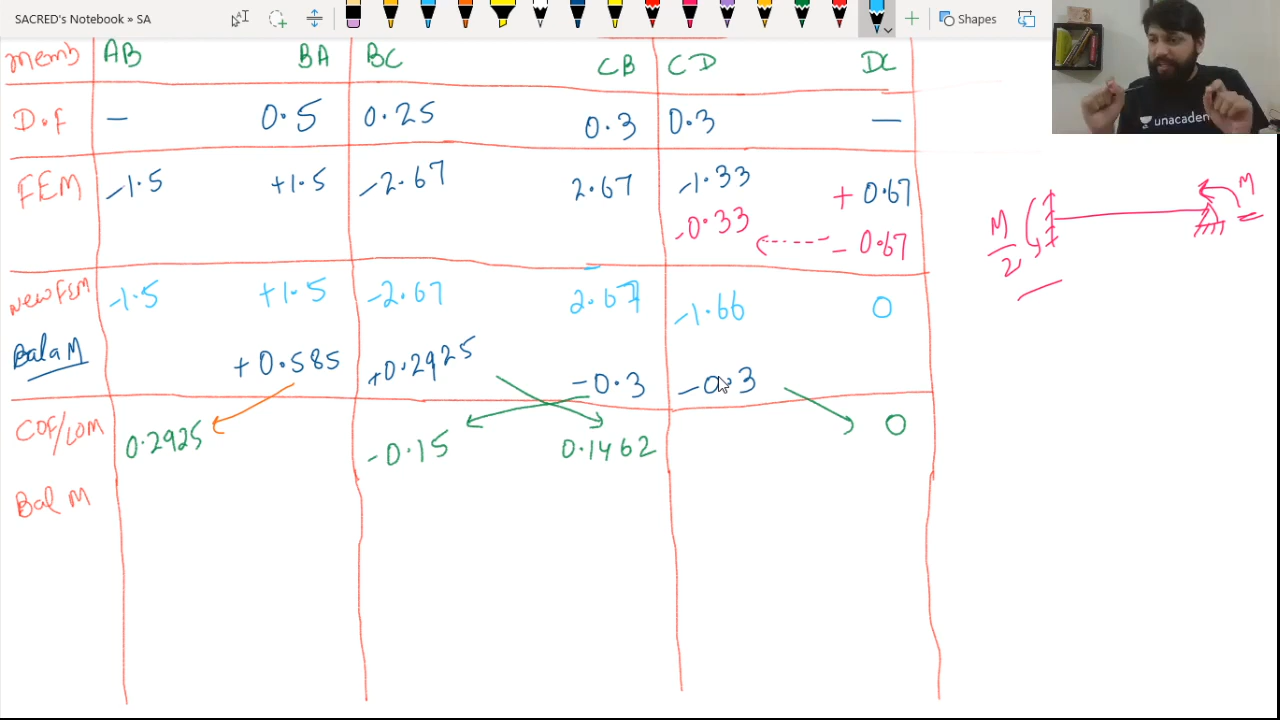 SACRED's Notebook » SA
Shapes
unacadem
Memb AB BA BC CB CD DC
D.f — 0.5 0.25 0.3 0.3 —
FEM -1.5 +1.5 -2.67 2.67 -1.33 + 0.67
-0.33 - 0.67
New FEM -1.5 +1.5 -2.67 2.67 -1.66 0
Bala M +0.585 +0.2925 -0.3 -0.3
COF/COM 0.2925 -0.15 0.1462 0
Bal M
M
M/2